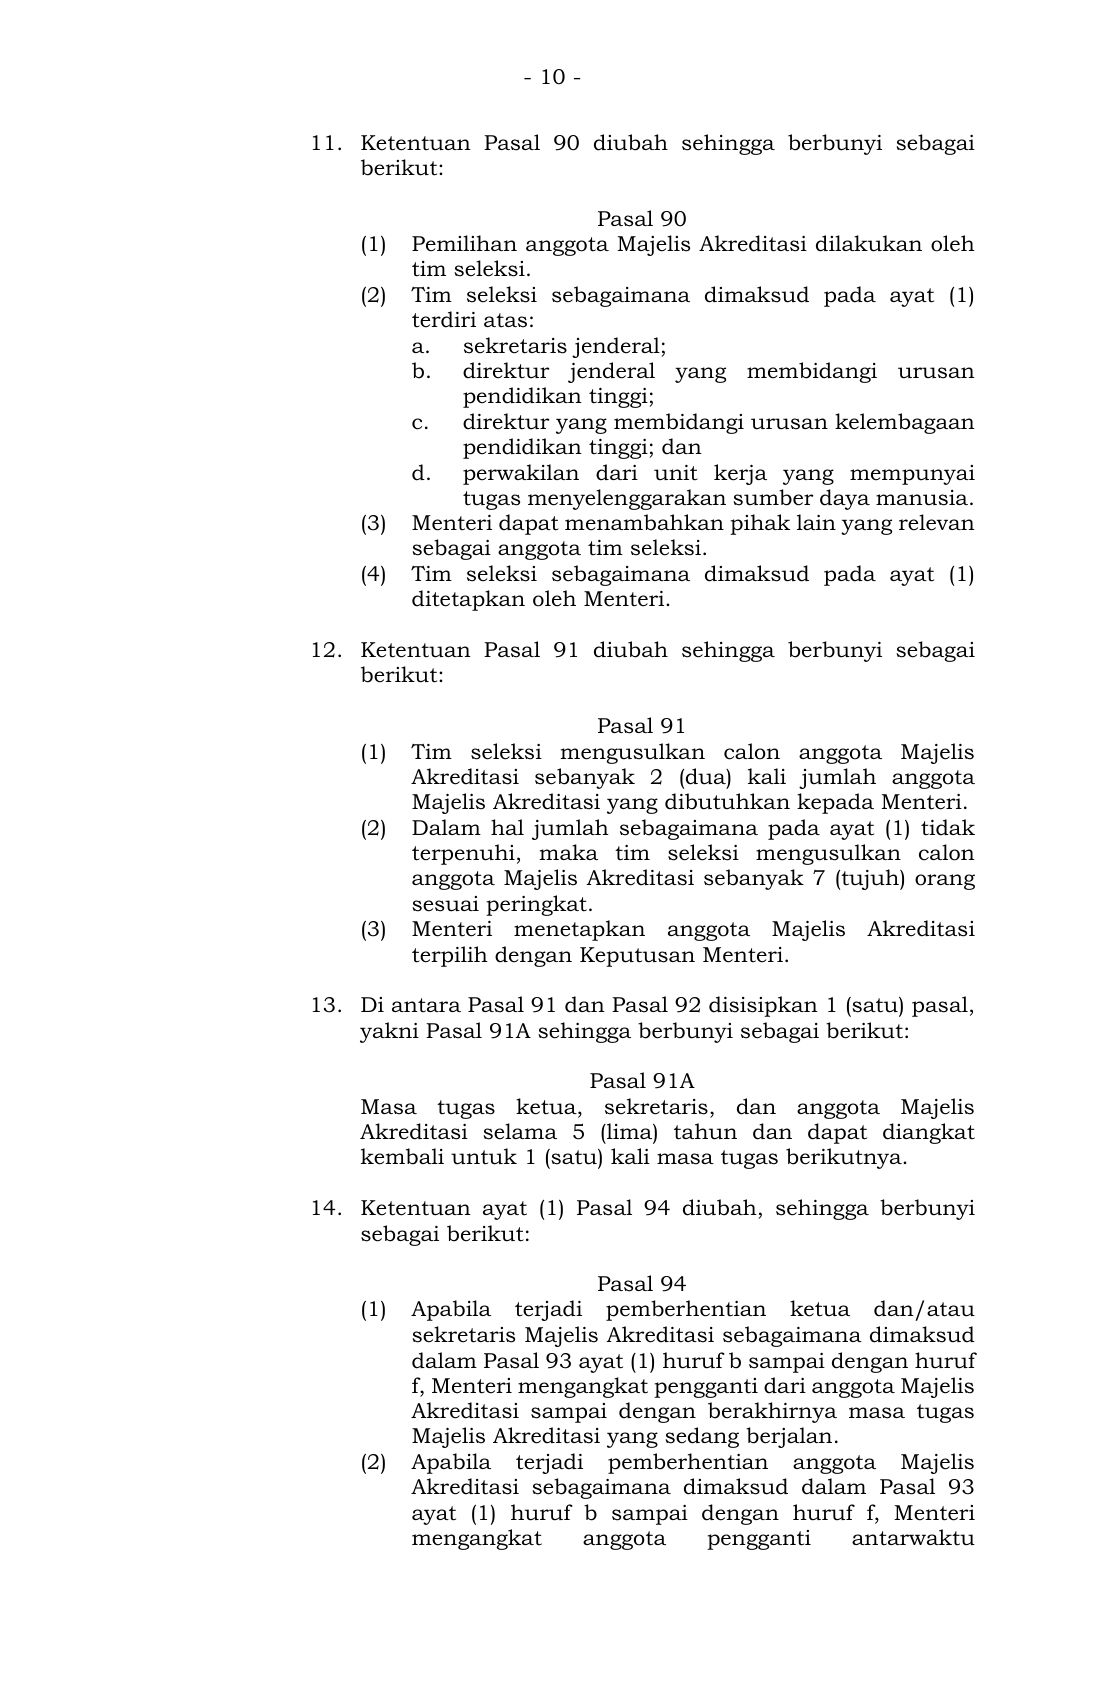 - 10 -
11. Ketentuan Pasal 90 diubah sehingga berbunyi sebagai
berikut:
Pasal 90
(1) Pemilihan anggota Majelis Akreditasi dilakukan oleh
tim seleksi.
(2) Tim seleksi sebagaimana dimaksud pada ayat (1)
terdiri atas:
a. sekretaris jenderal;
b. direktur jenderal yang membidangi urusan
pendidikan tinggi;
c. direktur yang membidangi urusan kelembagaan
pendidikan tinggi; dan
d. perwakilan dari unit kerja yang mempunyai
tugas menyelenggarakan sumber daya manusia.
(3) Menteri dapat menambahkan pihak lain yang relevan
sebagai anggota tim seleksi.
(4) Tim seleksi sebagaimana dimaksud pada ayat (1)
ditetapkan oleh Menteri.
12. Ketentuan Pasal 91 diubah sehingga berbunyi sebagai
berikut:
Pasal 91
(1) Tim seleksi mengusulkan calon anggota Majelis
Akreditasi sebanyak 2 (dua) kali jumlah anggota
Majelis Akreditasi yang dibutuhkan kepada Menteri.
(2) Dalam hal jumlah sebagaimana pada ayat (1) tidak
terpenuhi, maka tim seleksi mengusulkan calon
anggota Majelis Akreditasi sebanyak 7 (tujuh) orang
sesuai peringkat.
(3) Menteri menetapkan anggota Majelis Akreditasi
terpilih dengan Keputusan Menteri.
13. Di antara Pasal 91 dan Pasal 92 disisipkan 1 (satu) pasal,
yakni Pasal 91A sehingga berbunyi sebagai berikut:
Pasal 91A
Masa tugas ketua, sekretaris, dan anggota Majelis
Akreditasi selama 5 (lima) tahun dan dapat diangkat
kembali untuk 1 (satu) kali masa tugas berikutnya.
14. Ketentuan ayat (1) Pasal 94 diubah, sehingga berbunyi
sebagai berikut:
Pasal 94
(1) Apabila terjadi pemberhentian ketua dan/atau
sekretaris Majelis Akreditasi sebagaimana dimaksud
dalam Pasal 93 ayat (1) huruf b sampai dengan huruf
f, Menteri mengangkat pengganti dari anggota Majelis
Akreditasi sampai dengan berakhirnya masa tugas
Majelis Akreditasi yang sedang berjalan.
(2) Apabila terjadi pemberhentian anggota Majelis
Akreditasi sebagaimana dimaksud dalam Pasal 93
ayat (1) huruf b sampai dengan huruf f, Menteri
mengangkat anggota pengganti antarwaktu